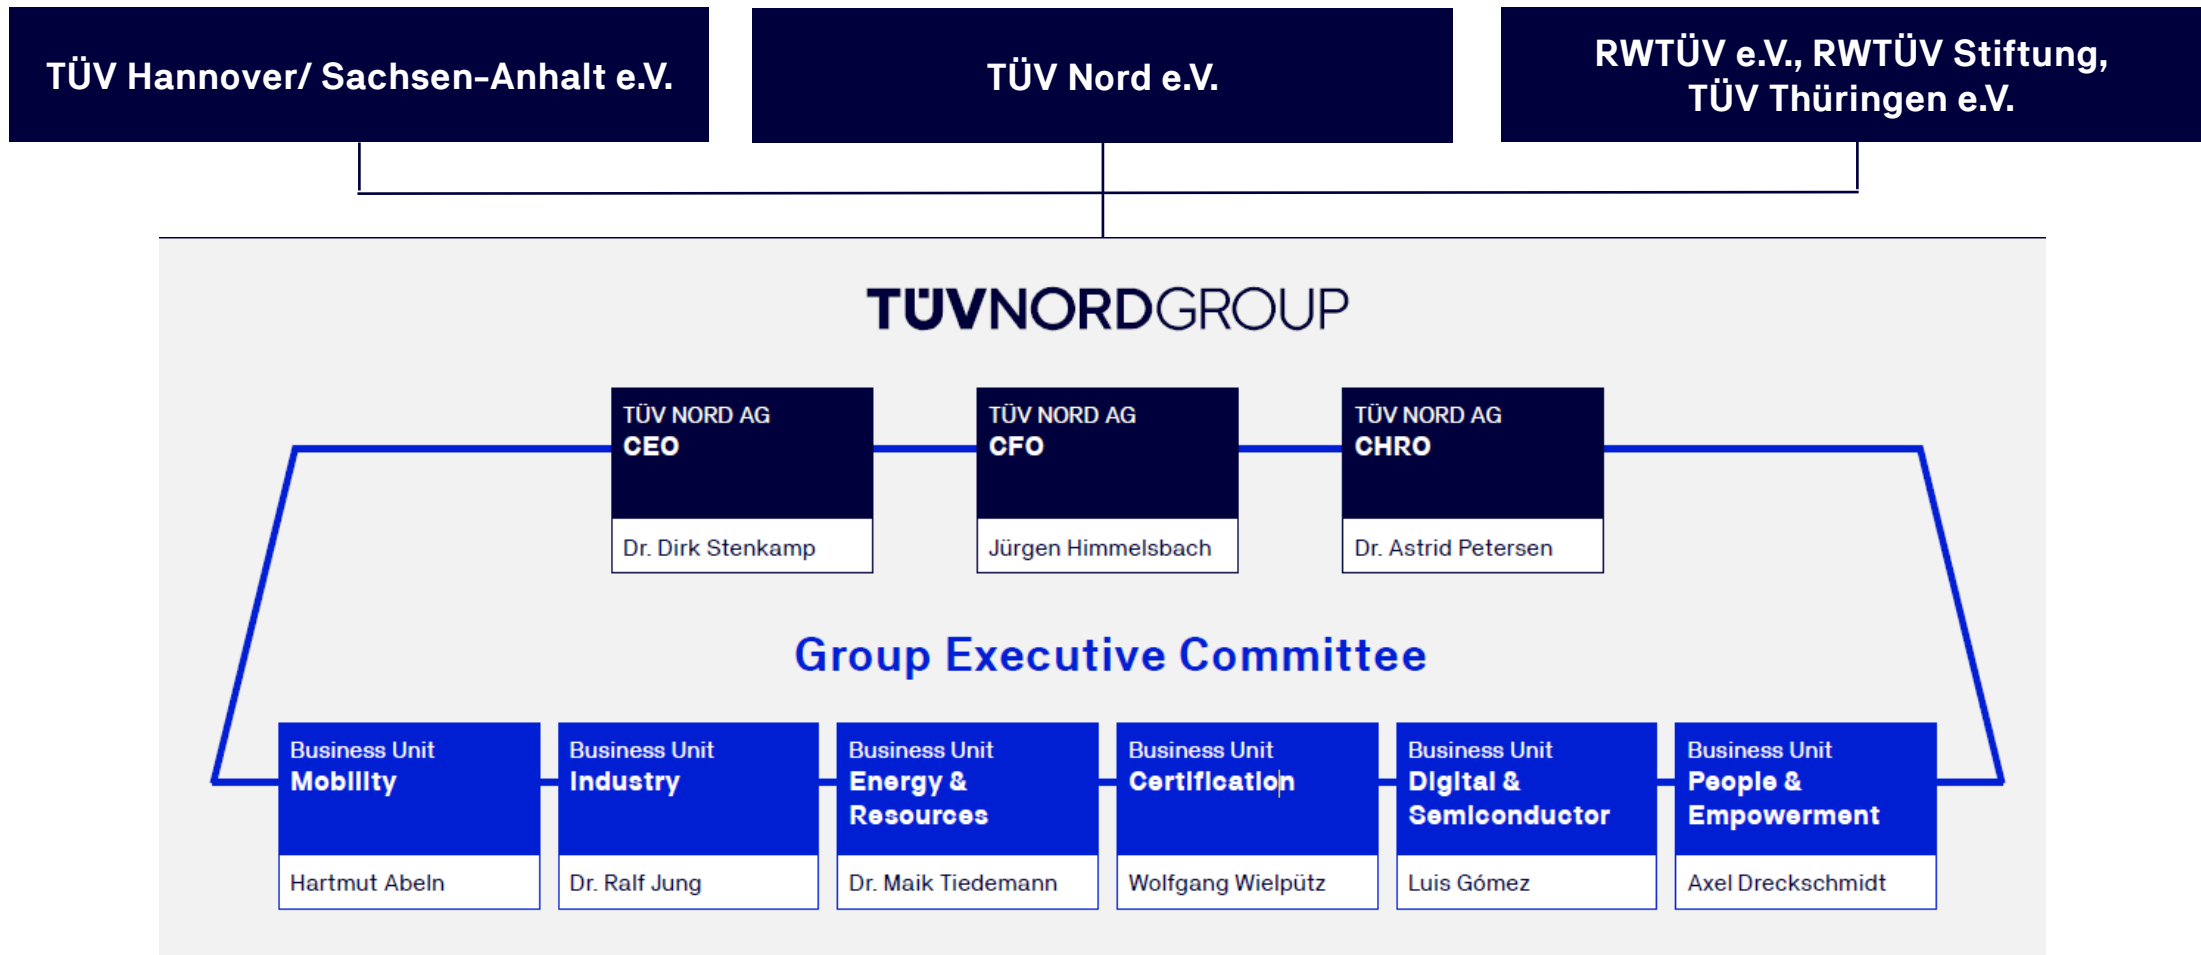 TÜV Hannover/ Sachsen-Anhalt e.V.
TÜV Nord e.V.
RWTÜV e.V., RWTÜV Stiftung,
TÜV Thüringen e.V.
TÜVNORDGROUP
TÜV NORD AG
CEO
Dr. Dirk Stenkamp
TÜV NORD AG
CFO
Jürgen Himmelsbach
TÜV NORD AG
CHRO
Dr. Astrid Petersen
Group Executive Committee
Business Unit
Mobility
Hartmut Abeln
Business Unit
Industry
Dr. Ralf Jung
Business Unit
Energy &
Resources
Dr. Maik Tiedemann
Business Unit
Certification
Wolfgang Wielpütz
Business Unit
Digital &
Semiconductor
Luis Gómez
Business Unit
People &
Empowerment
Axel Dreckschmidt